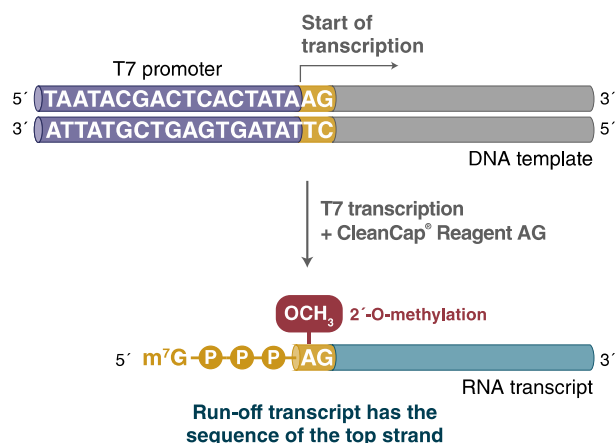 Start of
transcription
T7 promoter
5´ TAATACGACTCACTATAAG 3´
3´ ATTATGCTGAGTGATATTC 5´
DNA template
T7 transcription
+ CleanCap® Reagent AG
OCH₃ 2´-O-methylation
5´ m⁷G P P P AG 3´
RNA transcript
Run-off transcript has the
sequence of the top strand